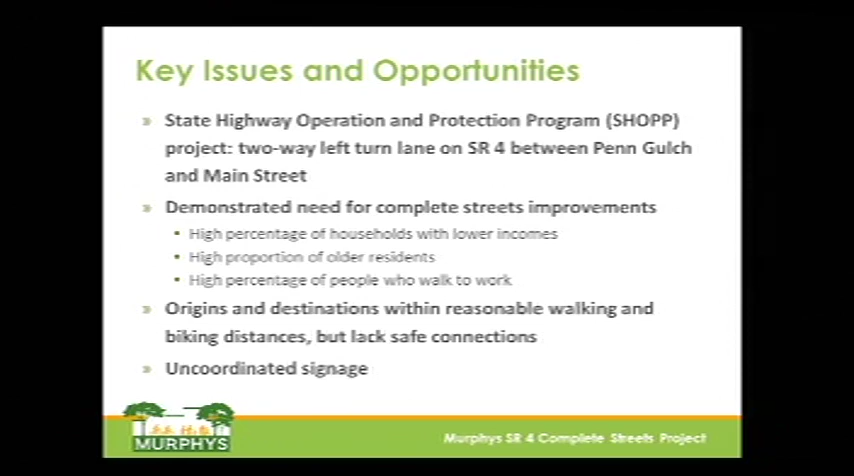 Key Issues and Opportunities
» State Highway Operation and Protection Program (SHOPP)
project: two-way left turn lane on SR 4 between Penn Gulch
and Main Street
» Demonstrated need for complete streets improvements
• High percentage of households with lower incomes
• High proportion of older residents
• High percentage of people who walk to work
» Origins and destinations within reasonable walking and
biking distances, but lack safe connections
» Uncoordinated signage
MURPHYS
Murphys SR 4 Complete Streets Project